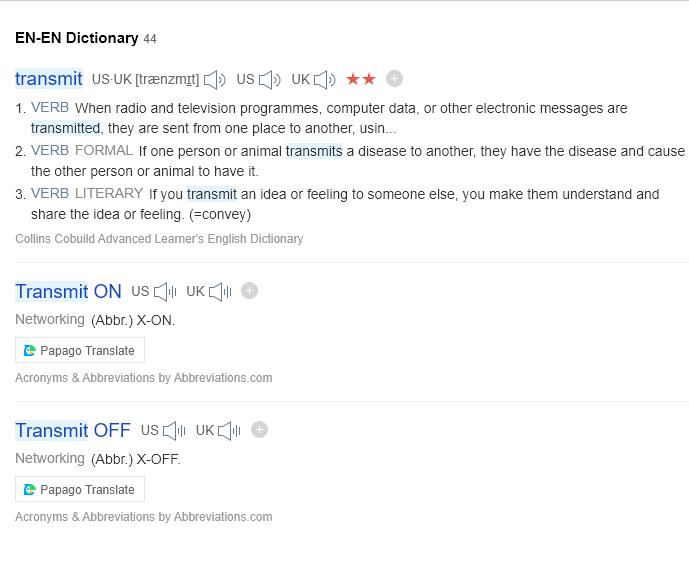 EN-EN Dictionary 44
transmit US·UK [trænzmɪt] US UK ★★
1. VERB When radio and television programmes, computer data, or other electronic messages are
transmitted, they are sent from one place to another, usin...
2. VERB FORMAL If one person or animal transmits a disease to another, they have the disease and cause
the other person or animal to have it.
3. VERB LITERARY If you transmit an idea or feeling to someone else, you make them understand and
share the idea or feeling. (=convey)
Collins Cobuild Advanced Learner's English Dictionary
Transmit ON US UK
Networking (Abbr.) X-ON.
Papago Translate
Acronyms & Abbreviations by Abbreviations.com
Transmit OFF US UK
Networking (Abbr.) X-OFF.
Papago Translate
Acronyms & Abbreviations by Abbreviations.com